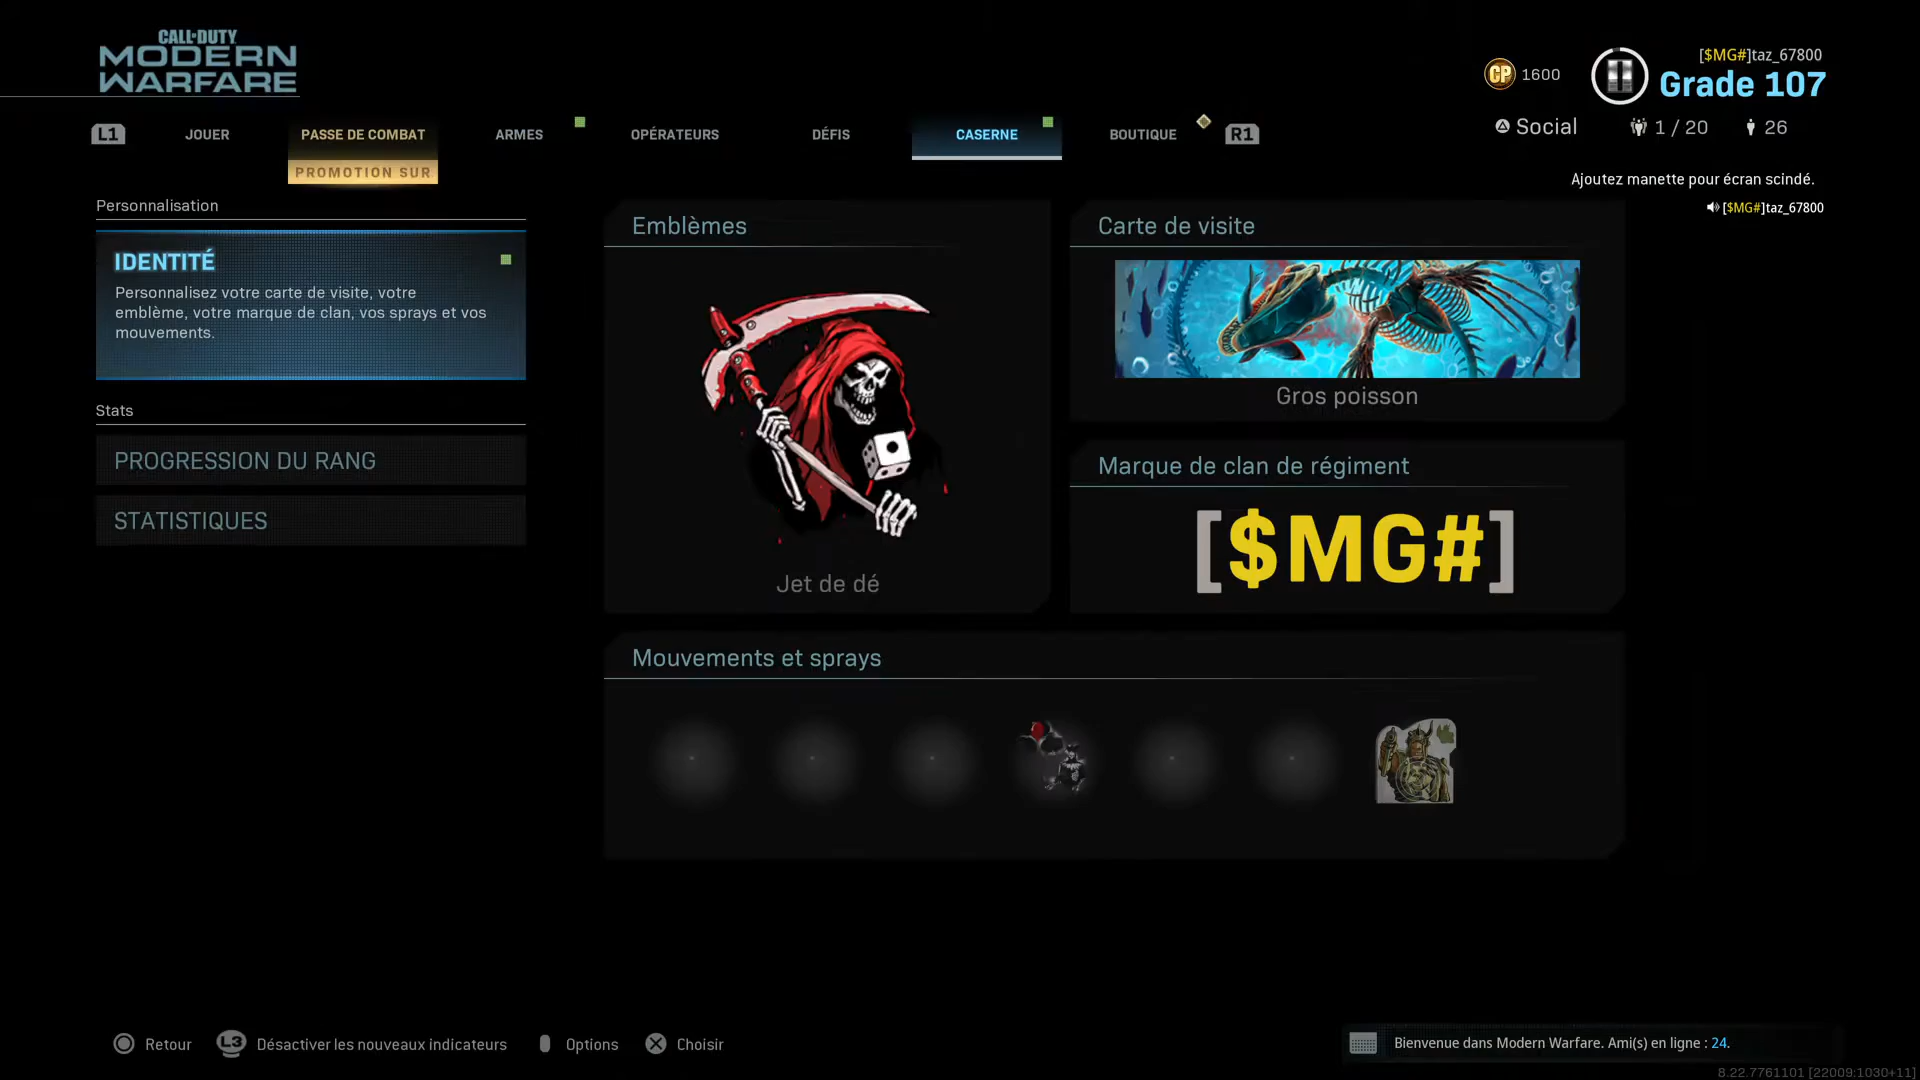 CALL OF DUTY
MODERN
WARFARE
CP 1600
[$MG#]taz_67800
Grade 107
L1
JOUER
PASSE DE COMBAT
ARMES
OPÉRATEURS
DÉFIS
CASERNE
BOUTIQUE
R1
Social
1 / 20
26
PROMOTION SUR
Ajoutez manette pour écran scindé.
[$MG#]taz_67800
Personnalisation
IDENTITÉ
Personnalisez votre carte de visite, votre
emblème, votre marque de clan, vos sprays et vos
mouvements.
Stats
PROGRESSION DU RANG
STATISTIQUES
Emblèmes
Jet de dé
Carte de visite
Gros poisson
Marque de clan de régiment
[$MG#]
Mouvements et sprays
Retour
L3
Désactiver les nouveaux indicateurs
Options
Choisir
Bienvenue dans Modern Warfare. Ami(s) en ligne : 24.
8.22.7761101 [22009:1030+11]